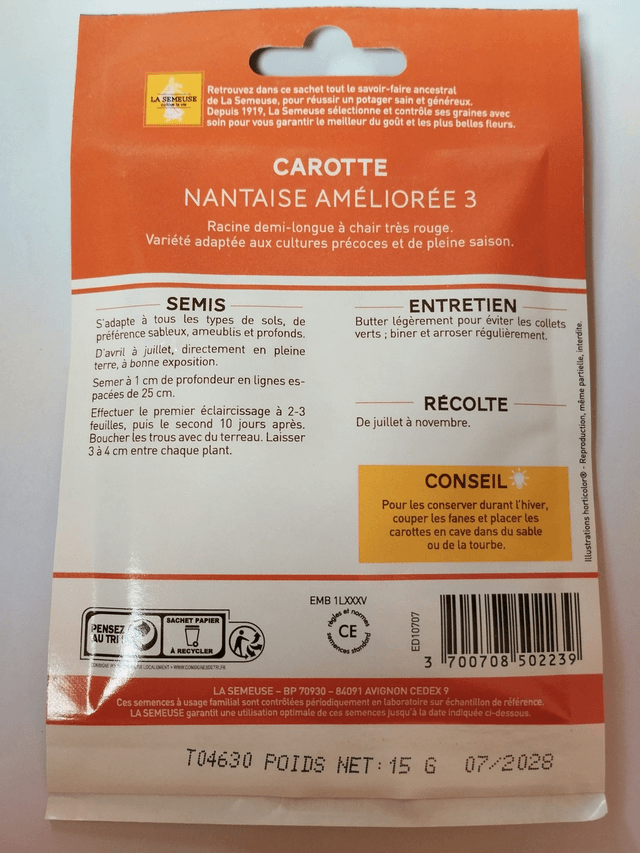 LA SEMEUSE
Retrouvez dans ce sachet tout le savoir-faire ancestral
de La Semeuse, pour réussir un potager sain et généreux.
Depuis 1919, La Semeuse sélectionne et contrôle ses graines avec
soin pour vous garantir le meilleur du goût et les plus belles fleurs.
CAROTTE
NANTAISE AMÉLIORÉE 3
Racine demi-longue à chair très rouge.
Variété adaptée aux cultures précoces et de pleine saison.
SEMIS
S'adapte à tous les types de sols, de
préférence sableux, ameublis et profonds.
D'avril à juillet, directement en pleine
terre, à bonne exposition.
Semer à 1 cm de profondeur en lignes es-
pacées de 25 cm.
Effectuer le premier éclaircissage à 2-3
feuilles, puis le second 10 jours après.
Boucher les trous avec du terreau. Laisser
3 à 4 cm entre chaque plant.
ENTRETIEN
Butter légèrement pour éviter les collets
verts ; biner et arroser régulièrement.
RÉCOLTE
De juillet à novembre.
CONSEIL
Pour les conserver durant l'hiver,
couper les fanes et placer les
carottes en cave dans du sable
ou de la tourbe.
Illustrations horticolor® - Reproduction, même partielle, interdite.
PENSEZ
AU TRI
SACHET PAPIER
À RECYCLER
LOCALEMENT • WWW.CONSIGNESDETRI.FR
EMB 1LXXXV
règles et normes
CE
semences standard
ED10707
3 700708 502239
LA SEMEUSE - BP 70930 - 84091 AVIGNON CEDEX 9
Ces semences à usage familial sont contrôlées périodiquement en laboratoire sur échantillon de référence.
LA SEMEUSE garantit une utilisation optimale de ces semences jusqu'à la date indiquée ci-dessous.
T04630 POIDS NET: 15 G 07/2028